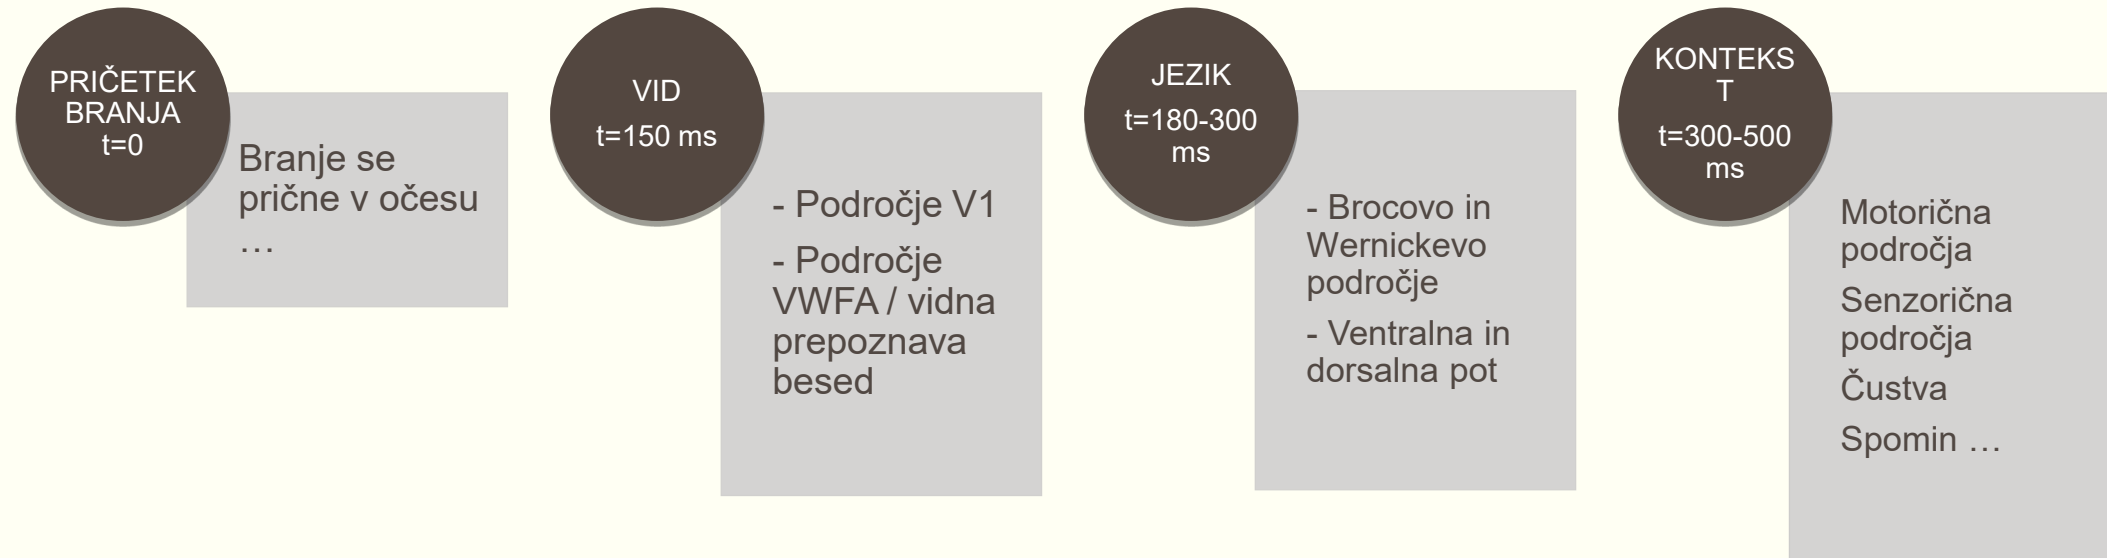 PRIČETEK
BRANJA
t=0
Branje se
prične v očesu
…
VID
t=150 ms
- Področje V1
- Področje
VWFA / vidna
prepoznava
besed
JEZIK
t=180-300
ms
- Brocovo in
Wernickevo
področje
- Ventralna in
dorsalna pot
KONTEKS
T
t=300-500
ms
Motorična
področja
Senzorična
področja
Čustva
Spomin …